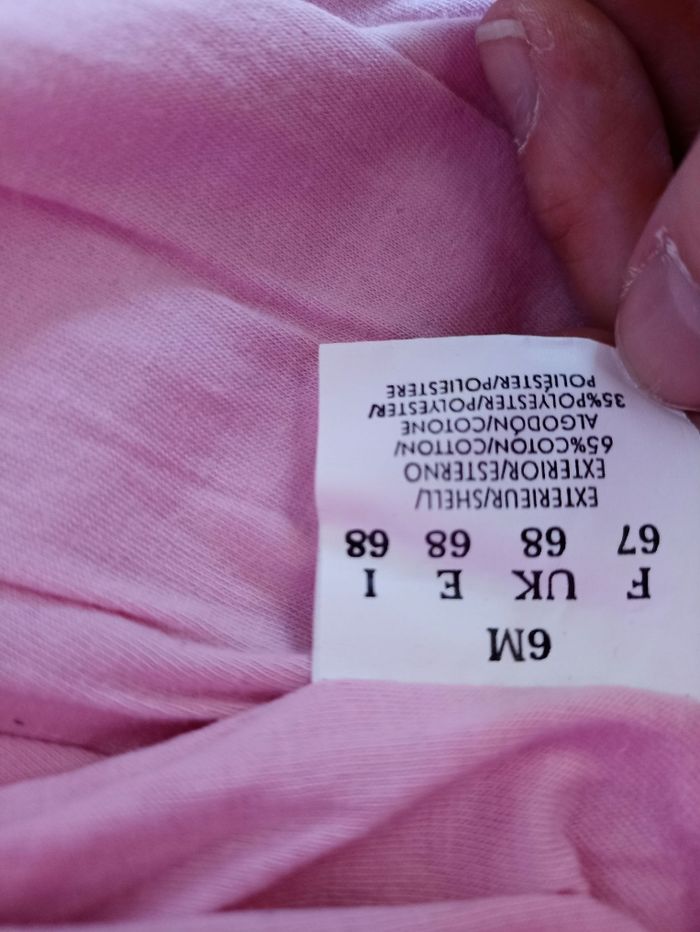 6M
F UK E I
67 68 68 68
EXTERIEUR/SHELL/
EXTERIOR/ESTERNO
65%COTON/COTTON/
ALGODÓN/COTONE
35%POLYESTER/POLYESTER/
POLIÉSTER/POLIESTERE